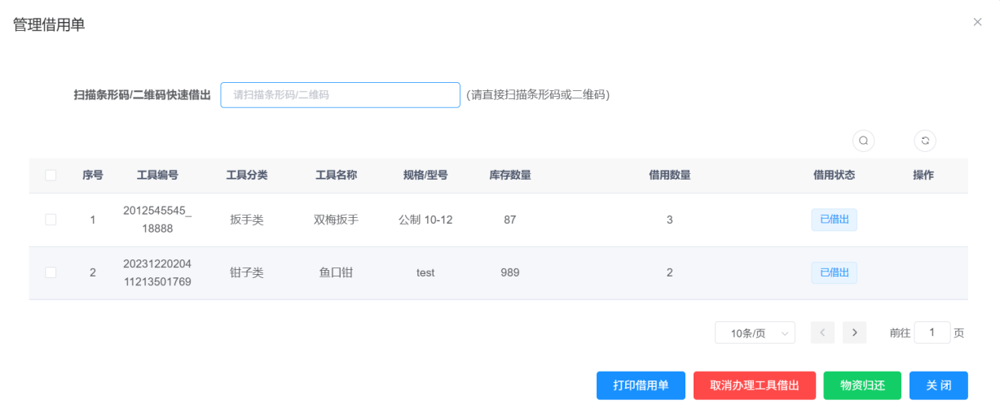 管理借用单
扫描条形码/二维码快速借出 请扫描条形码/二维码 (请直接扫描条形码或二维码)
序号 工具编号 工具分类 工具名称 规格/型号 库存数量 借用数量 借用状态 操作
1 2012545545_18888 扳手类 双梅扳手 公制 10-12 87 3 已借出
2 2023122020411213501769 钳子类 鱼口钳 test 989 2 已借出
10条/页 前往 1 页
打印借用单 取消办理工具借出 物资归还 关 闭